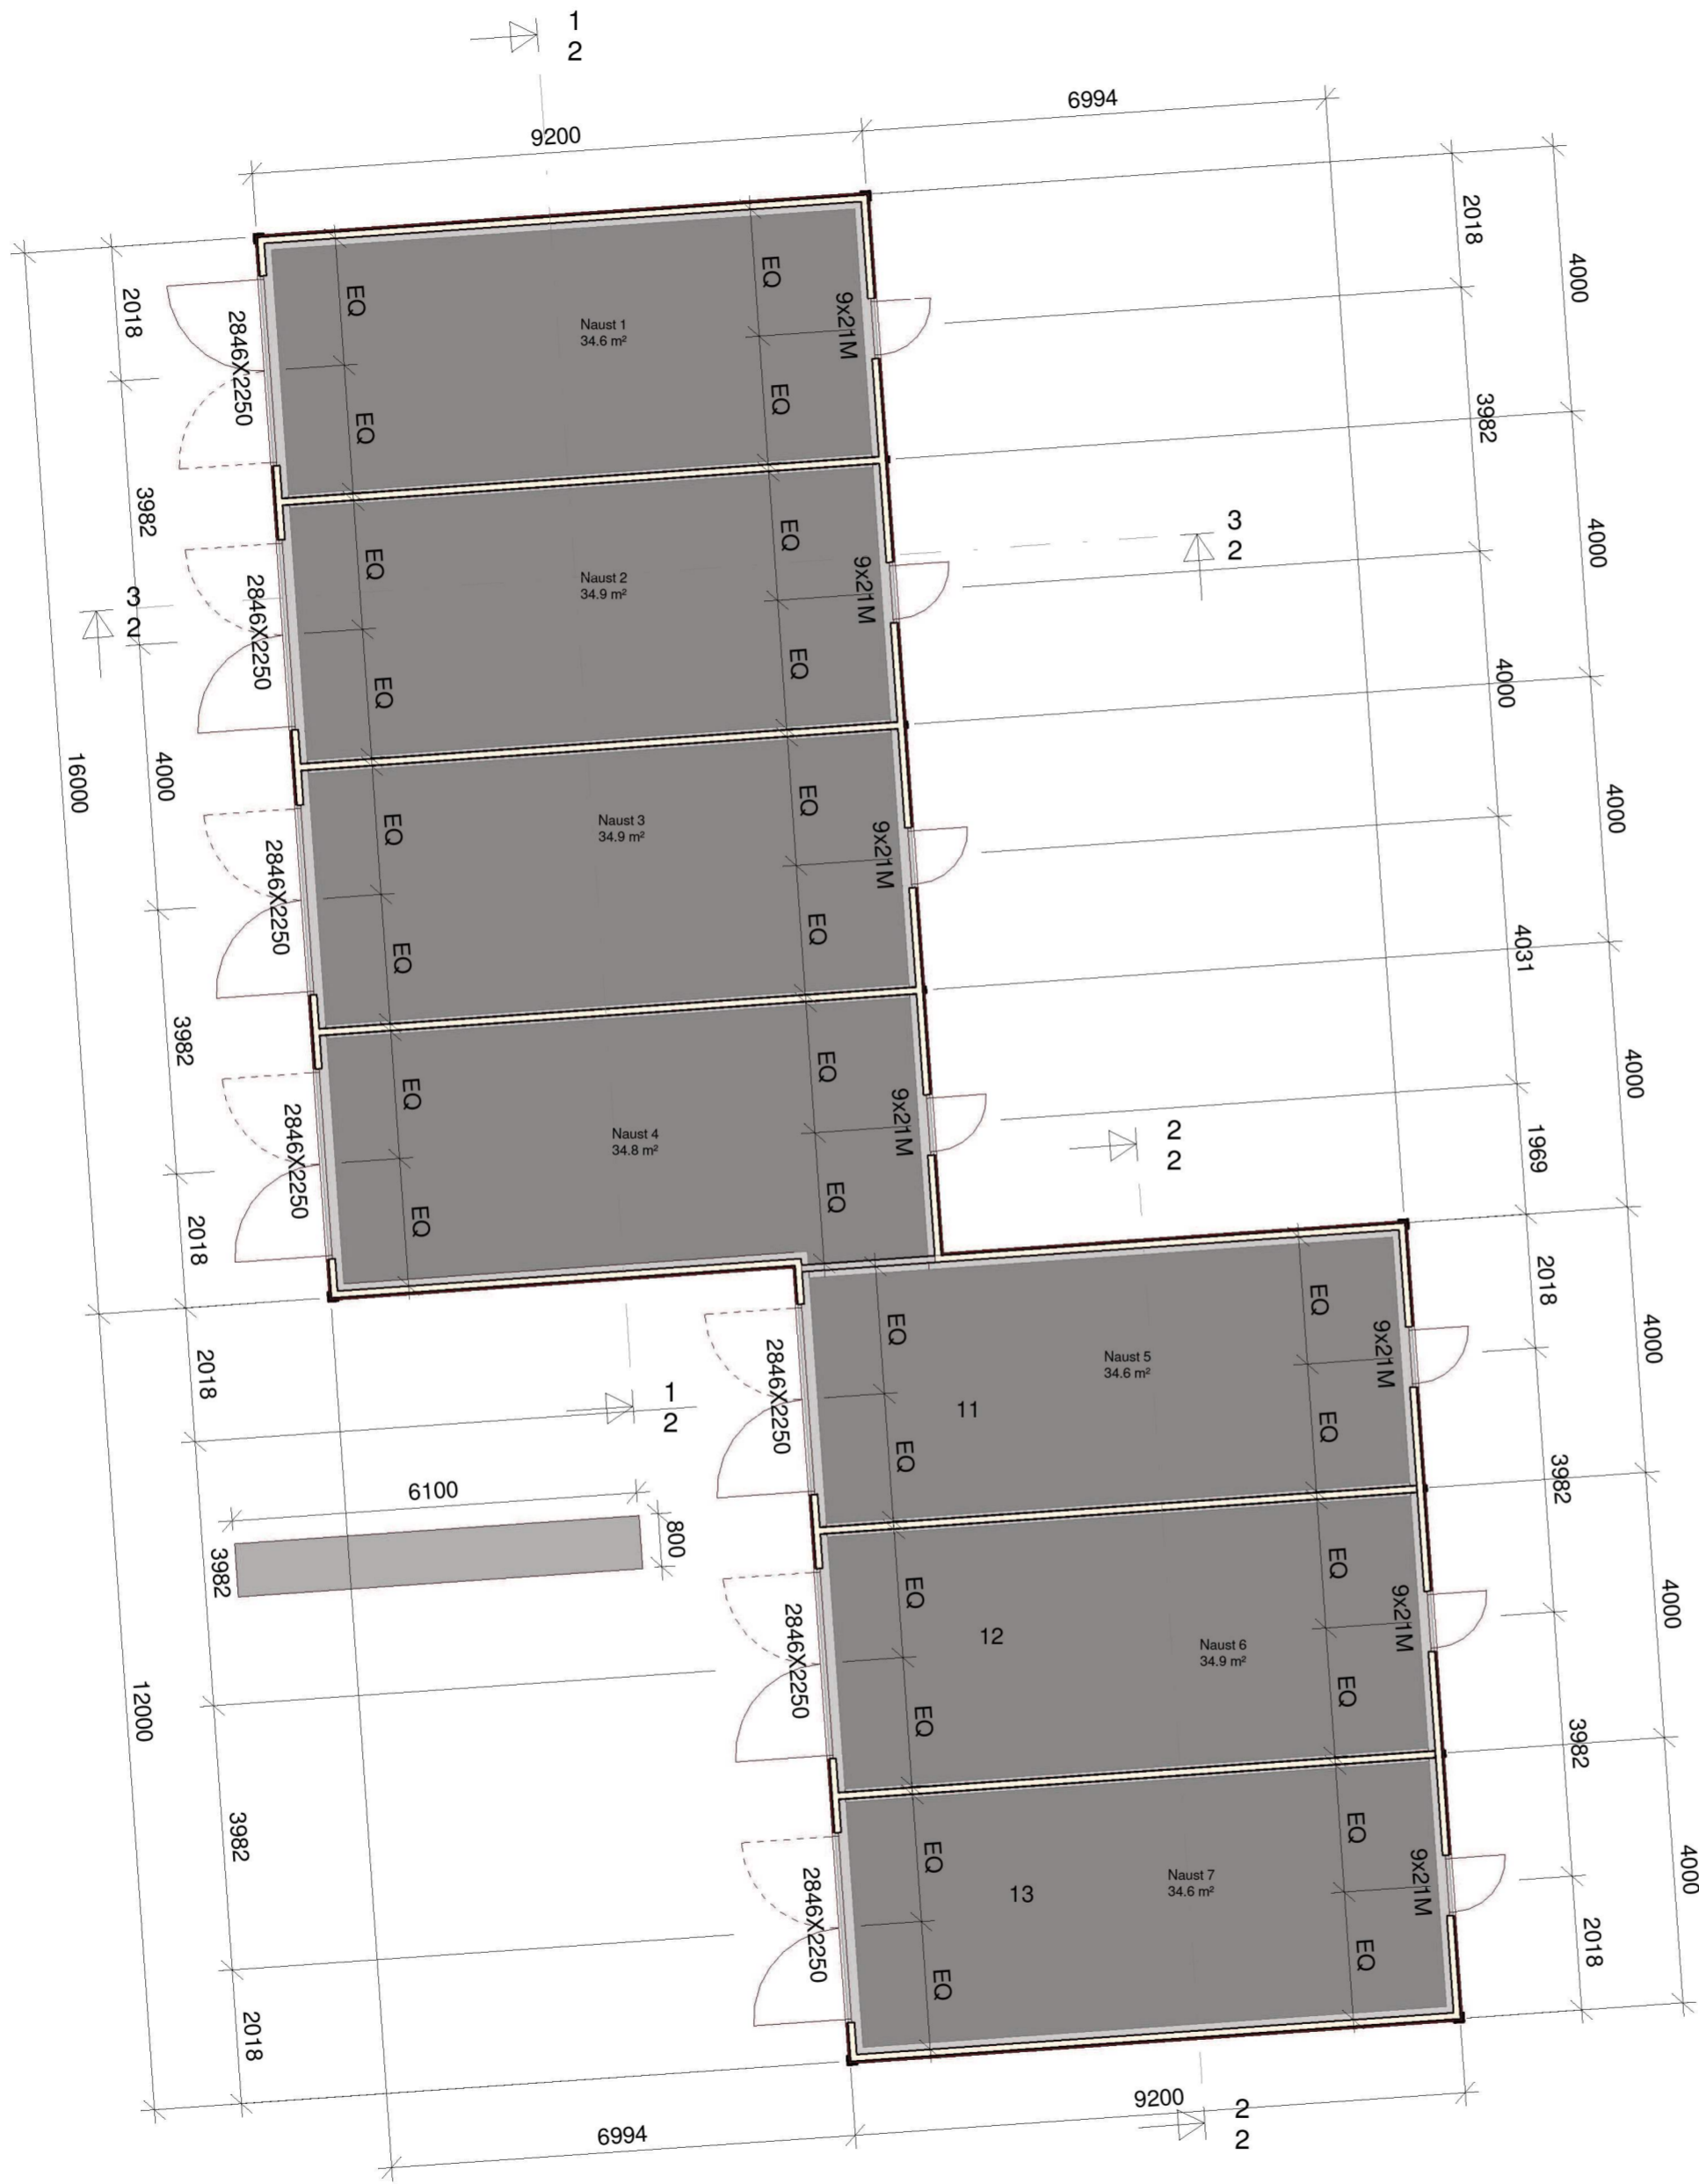 1
2
9200
6994
2018
4000
EQ
EQ
9x21M
2846X2250
Naust 1
34.6 m²
EQ
EQ
2018
3982
4000
3982
EQ
EQ
9x21M
2846X2250
Naust 2
34.9 m²
EQ
EQ
3
2
3
2
4000
4000
16000
4000
EQ
EQ
9x21M
2846X2250
Naust 3
34.9 m²
EQ
EQ
4031
3982
4000
EQ
EQ
9x21M
2846X2250
Naust 4
34.8 m²
EQ
EQ
2
2
1969
2018
2018
4000
EQ
EQ
9x21M
2846X2250
Naust 5
34.6 m²
11
EQ
EQ
2018
1
2
3982
6100
800
3982
4000
EQ
EQ
9x21M
2846X2250
12
Naust 6
34.9 m²
EQ
EQ
12000
3982
3982
4000
EQ
EQ
9x21M
2846X2250
Naust 7
34.6 m²
13
EQ
EQ
2018
2018
9200
6994
2
2